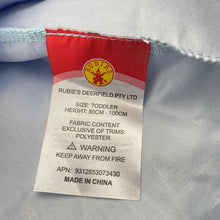 RUBIE'S
RUBIE'S DEERFIELD PTY LTD
SIZE: TODDLER
HEIGHT: 80CM - 100CM
FABRIC CONTENT
EXCLUSIVE OF TRIMS:
POLYESTER
WARNING
KEEP AWAY FROM FIRE
APN: 9312853073430
MADE IN CHINA